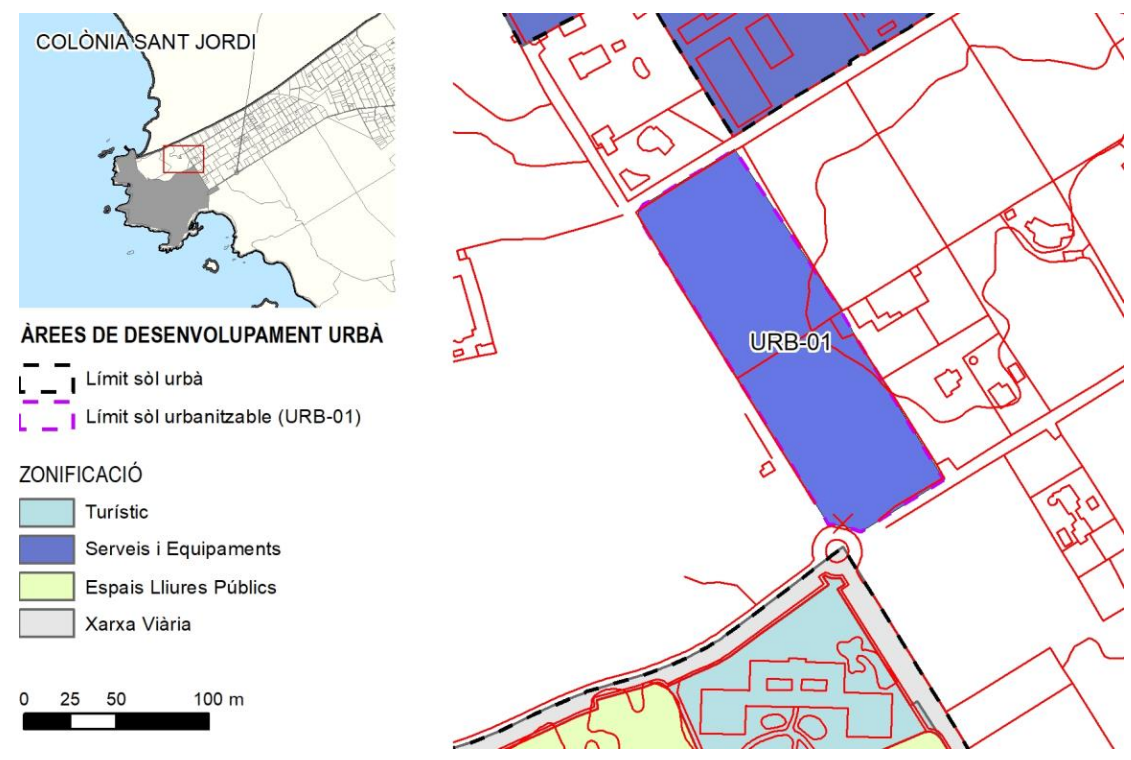 COLÒNIA SANT JORDI
ÀREES DE DESENVOLUPAMENT URBÀ
Límit sòl urbà
Límit sòl urbanitzable (URB-01)
ZONIFICACIÓ
Turístic
Serveis i Equipaments
Espais Lliures Públics
Xarxa Viària
0 25 50 100 m
URB-01